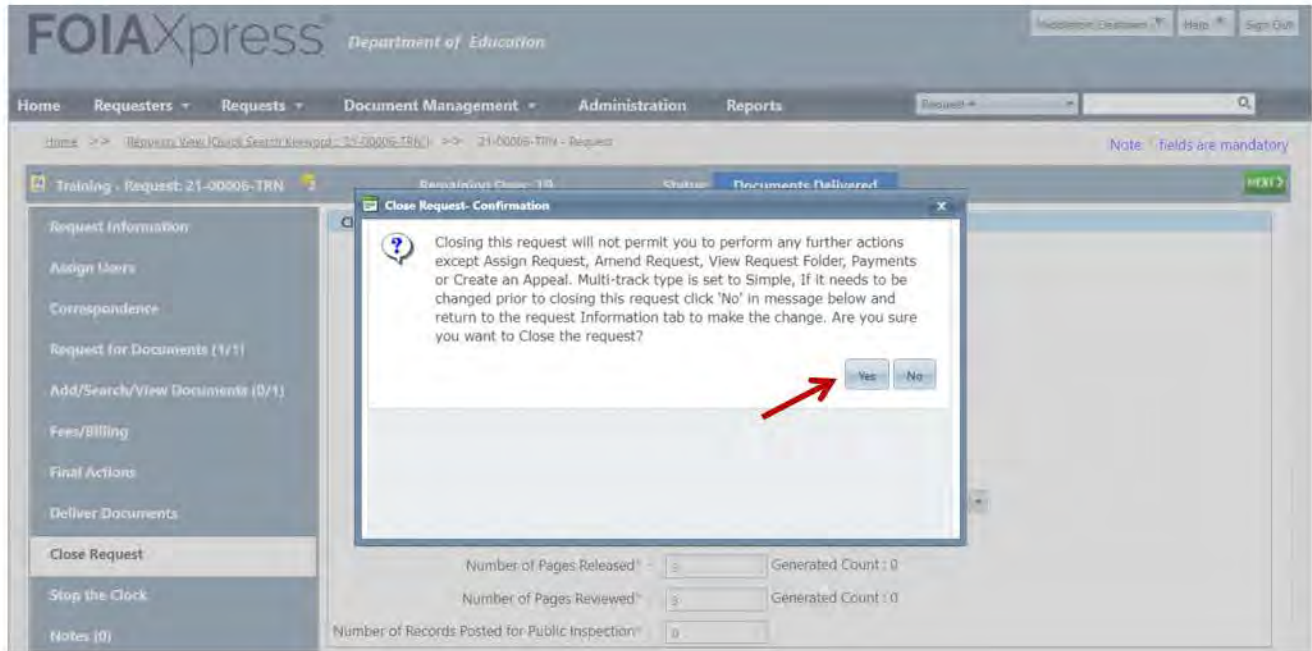 FOIAXpress Department of Education
Help Sign Out
Home Requesters Requests Document Management Administration Reports Request #
Home >> Requests View (Quick Search Keyword : 21-00006-TRN) >> 21-00006-TRN - Request
Note: * fields are mandatory
Training - Request: 21-00006-TRN Remaining Days: 19 Status: Documents Delivered NEXT >
Request Information
Assign Users
Correspondence
Request for Documents (1/1)
Add/Search/View Documents (0/1)
Fees/Billing
Final Actions
Deliver Documents
Close Request
Stop the Clock
Notes (0)
Close Request- Confirmation x
Closing this request will not permit you to perform any further actions
except Assign Request, Amend Request, View Request Folder, Payments
or Create an Appeal. Multi-track type is set to Simple, If it needs to be
changed prior to closing this request click 'No' in message below and
return to the request Information tab to make the change. Are you sure
you want to Close the request?
Yes No
Number of Pages Released* 3 Generated Count : 0
Number of Pages Reviewed* 3 Generated Count : 0
Number of Records Posted for Public Inspection* 0